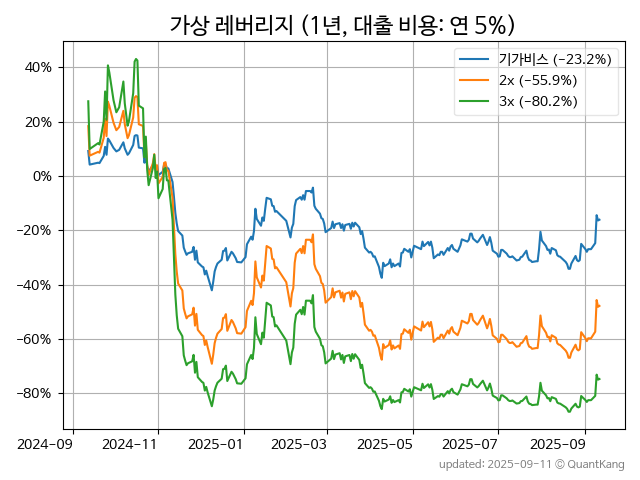 가상 레버리지 (1년, 대출 비용: 연 5%)
기가비스 (-23.2%)
2x (-55.9%)
3x (-80.2%)
40%
20%
0%
-20%
-40%
-60%
-80%
2024-09
2024-11
2025-01
2025-03
2025-05
2025-07
2025-09
updated: 2025-09-11 © QuantKang